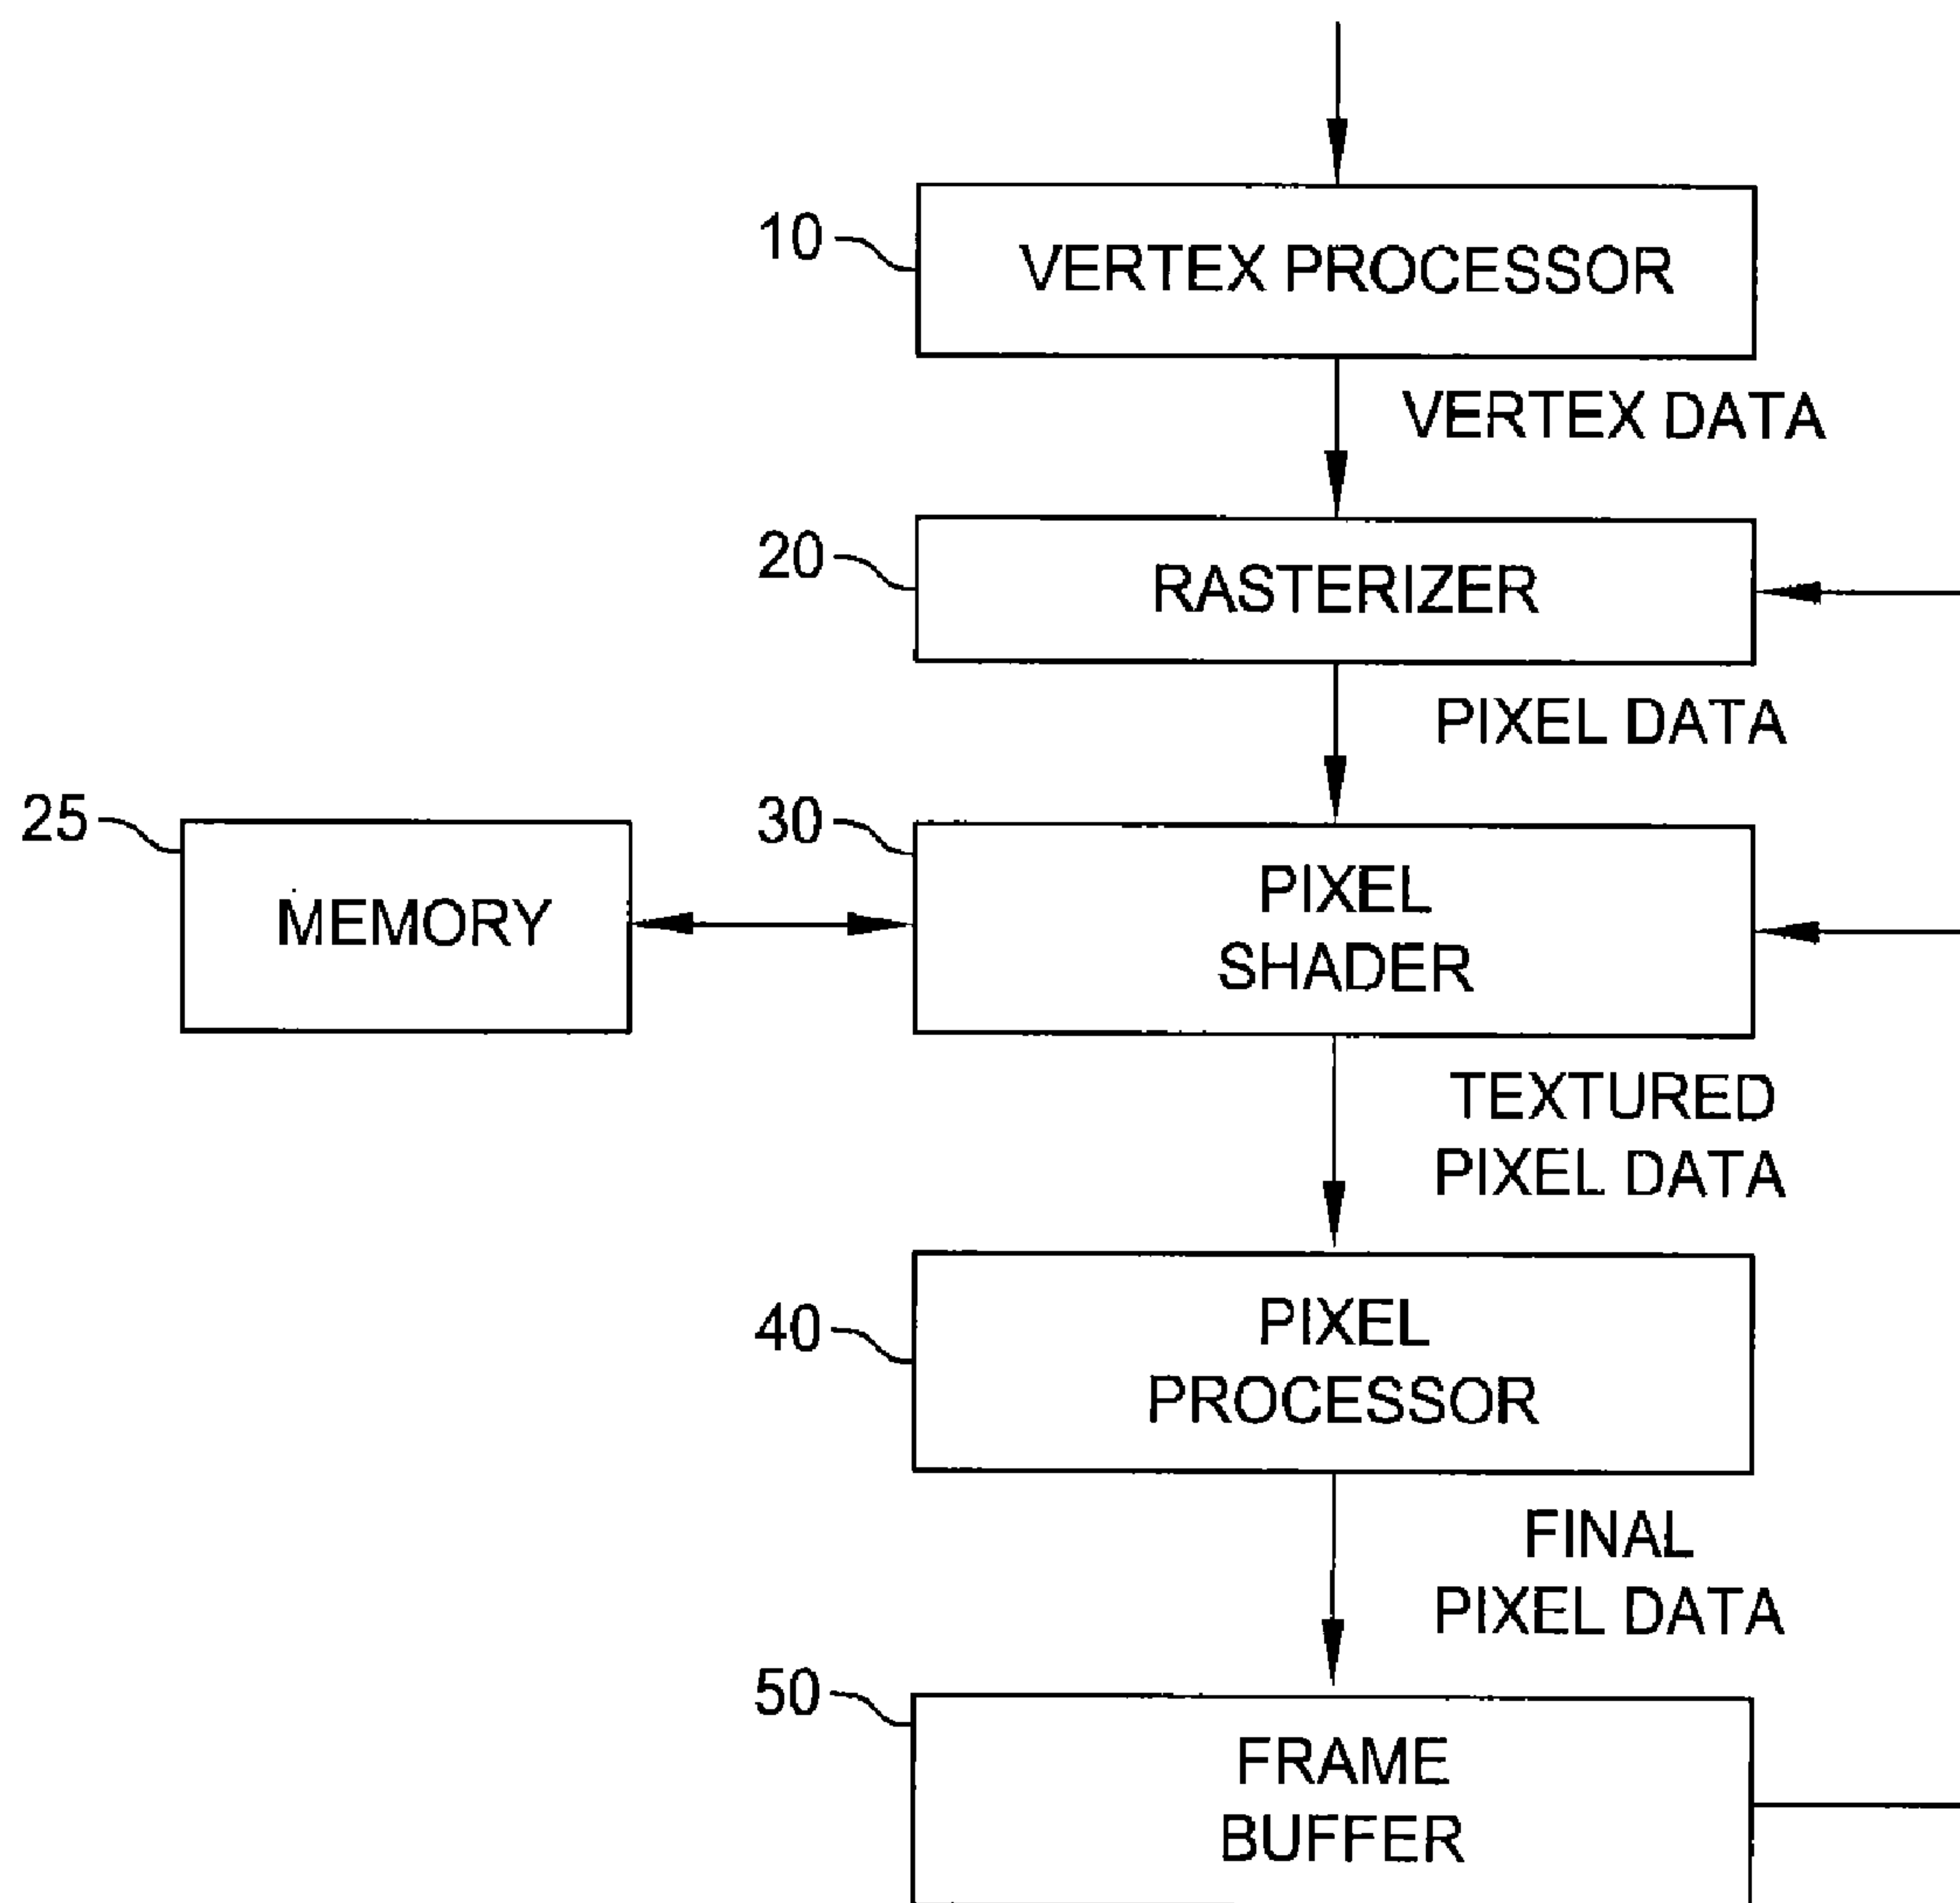 10
VERTEX PROCESSOR
VERTEX DATA
20
RASTERIZER
PIXEL DATA
25
MEMORY
30
PIXEL
SHADER
TEXTURED
PIXEL DATA
40
PIXEL
PROCESSOR
FINAL
PIXEL DATA
50
FRAME
BUFFER